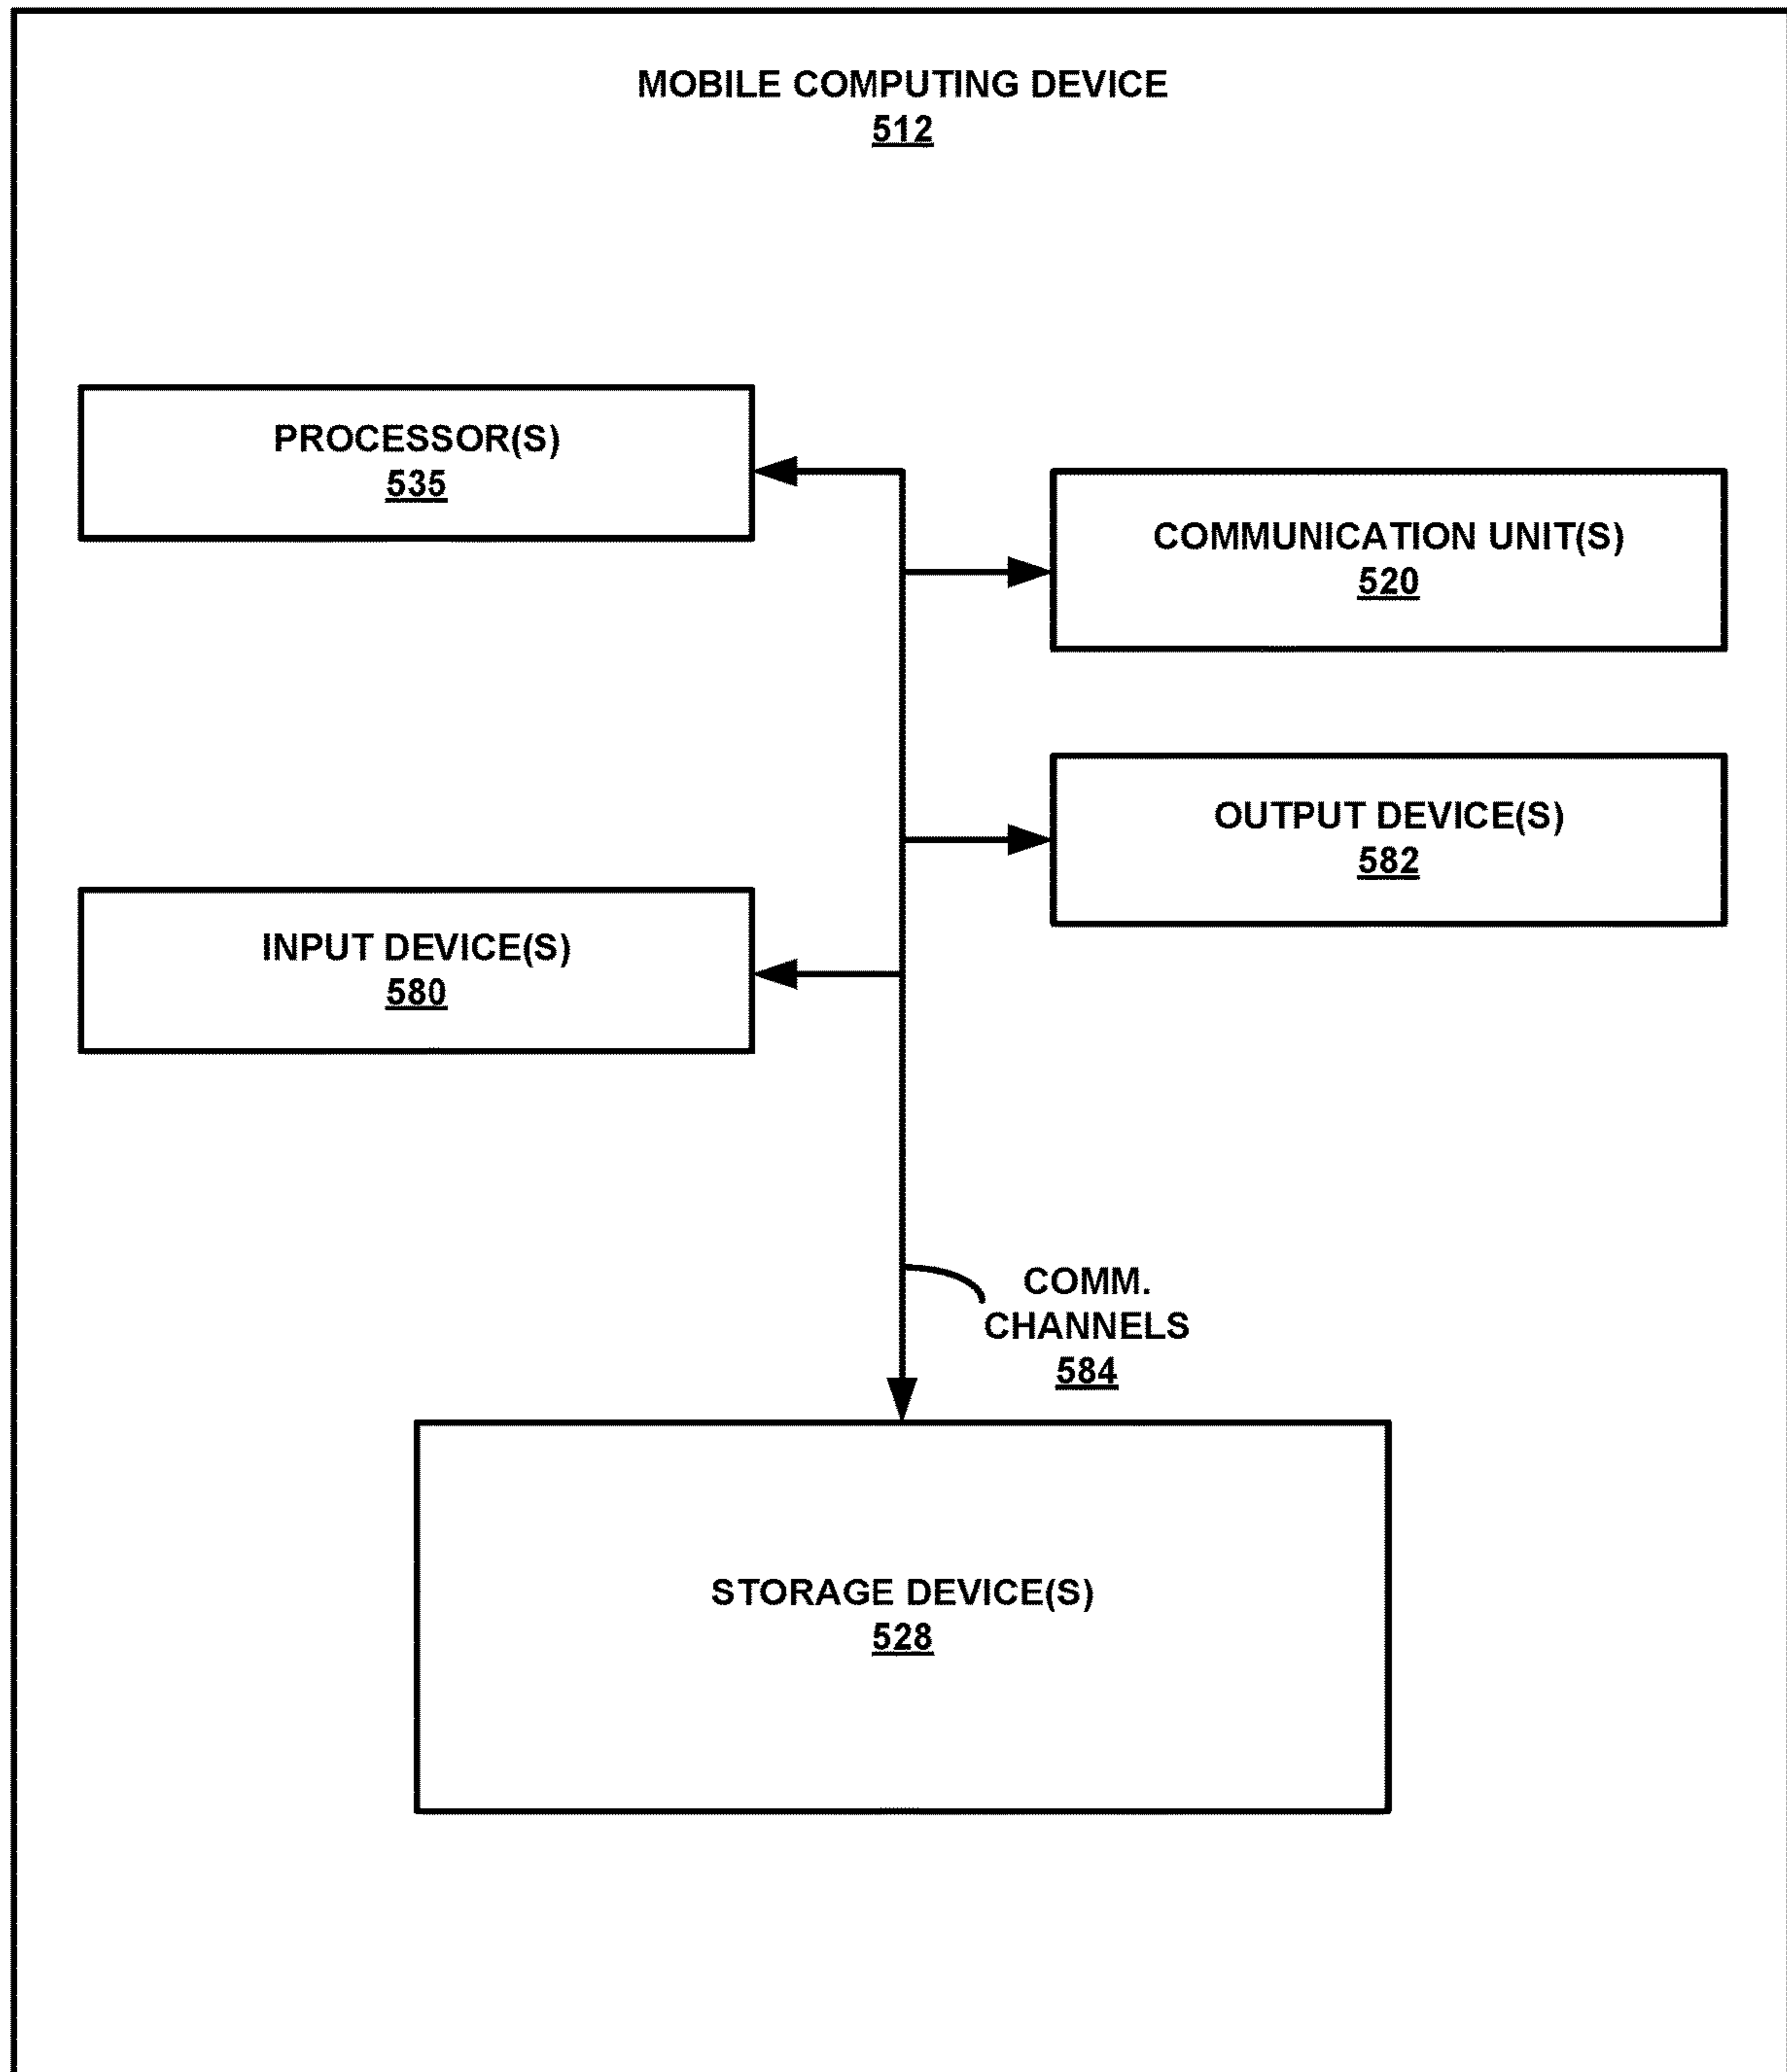 MOBILE COMPUTING DEVICE
512
PROCESSOR(S)
535
COMMUNICATION UNIT(S)
520
OUTPUT DEVICE(S)
582
INPUT DEVICE(S)
580
COMM.
CHANNELS
584
STORAGE DEVICE(S)
528